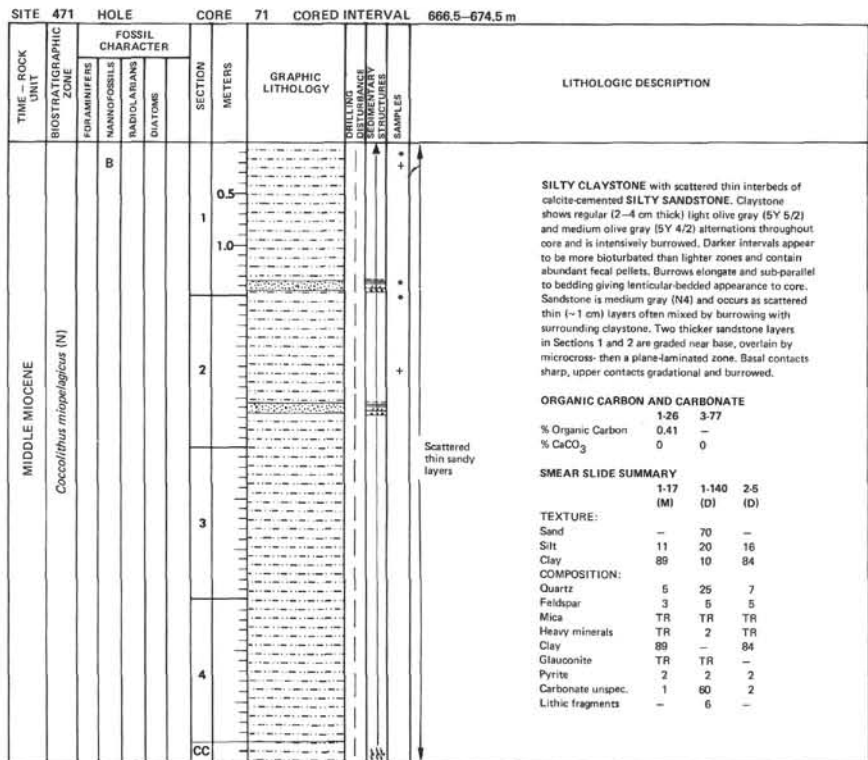 SITE 471 HOLE CORE 71 CORED INTERVAL 666.5–674.5 m
TIME – ROCK UNIT
BIOSTRATIGRAPHIC ZONE
FOSSIL CHARACTER
FORAMINIFERS
NANNOFOSSILS
RADIOLARIANS
DIATOMS
SECTION
METERS
GRAPHIC LITHOLOGY
DRILLING DISTURBANCE
SEDIMENTARY STRUCTURES
SAMPLES
LITHOLOGIC DESCRIPTION
MIDDLE MIOCENE
Coccolithus miopelagicus (N)
B
1
0.5
1.0
2
3
4
CC
*
+
*
*
+
Scattered
thin sandy
layers
SILTY CLAYSTONE with scattered thin interbeds of
calcite-cemented SILTY SANDSTONE. Claystone
shows regular (2–4 cm thick) light olive gray (5Y 5/2)
and medium olive gray (5Y 4/2) alternations throughout
core and is intensively burrowed. Darker intervals appear
to be more bioturbated than lighter zones and contain
abundant fecal pellets. Burrows elongate and sub-parallel
to bedding giving lenticular-bedded appearance to core.
Sandstone is medium gray (N4) and occurs as scattered
thin (~1 cm) layers often mixed by burrowing with
surrounding claystone. Two thicker sandstone layers
in Sections 1 and 2 are graded near base, overlain by
microcross- then a plane-laminated zone. Basal contacts
sharp, upper contacts gradational and burrowed.
ORGANIC CARBON AND CARBONATE
1-26 3-77
% Organic Carbon 0.41 –
% CaCO3 0 0
SMEAR SLIDE SUMMARY
1-17 1-140 2-5
(M) (D) (D)
TEXTURE:
Sand – 70 –
Silt 11 20 16
Clay 89 10 84
COMPOSITION:
Quartz 5 25 7
Feldspar 3 5 5
Mica TR TR TR
Heavy minerals TR 2 TR
Clay 89 – 84
Glauconite TR TR –
Pyrite 2 2 2
Carbonate unspec. 1 60 2
Lithic fragments – 6 –